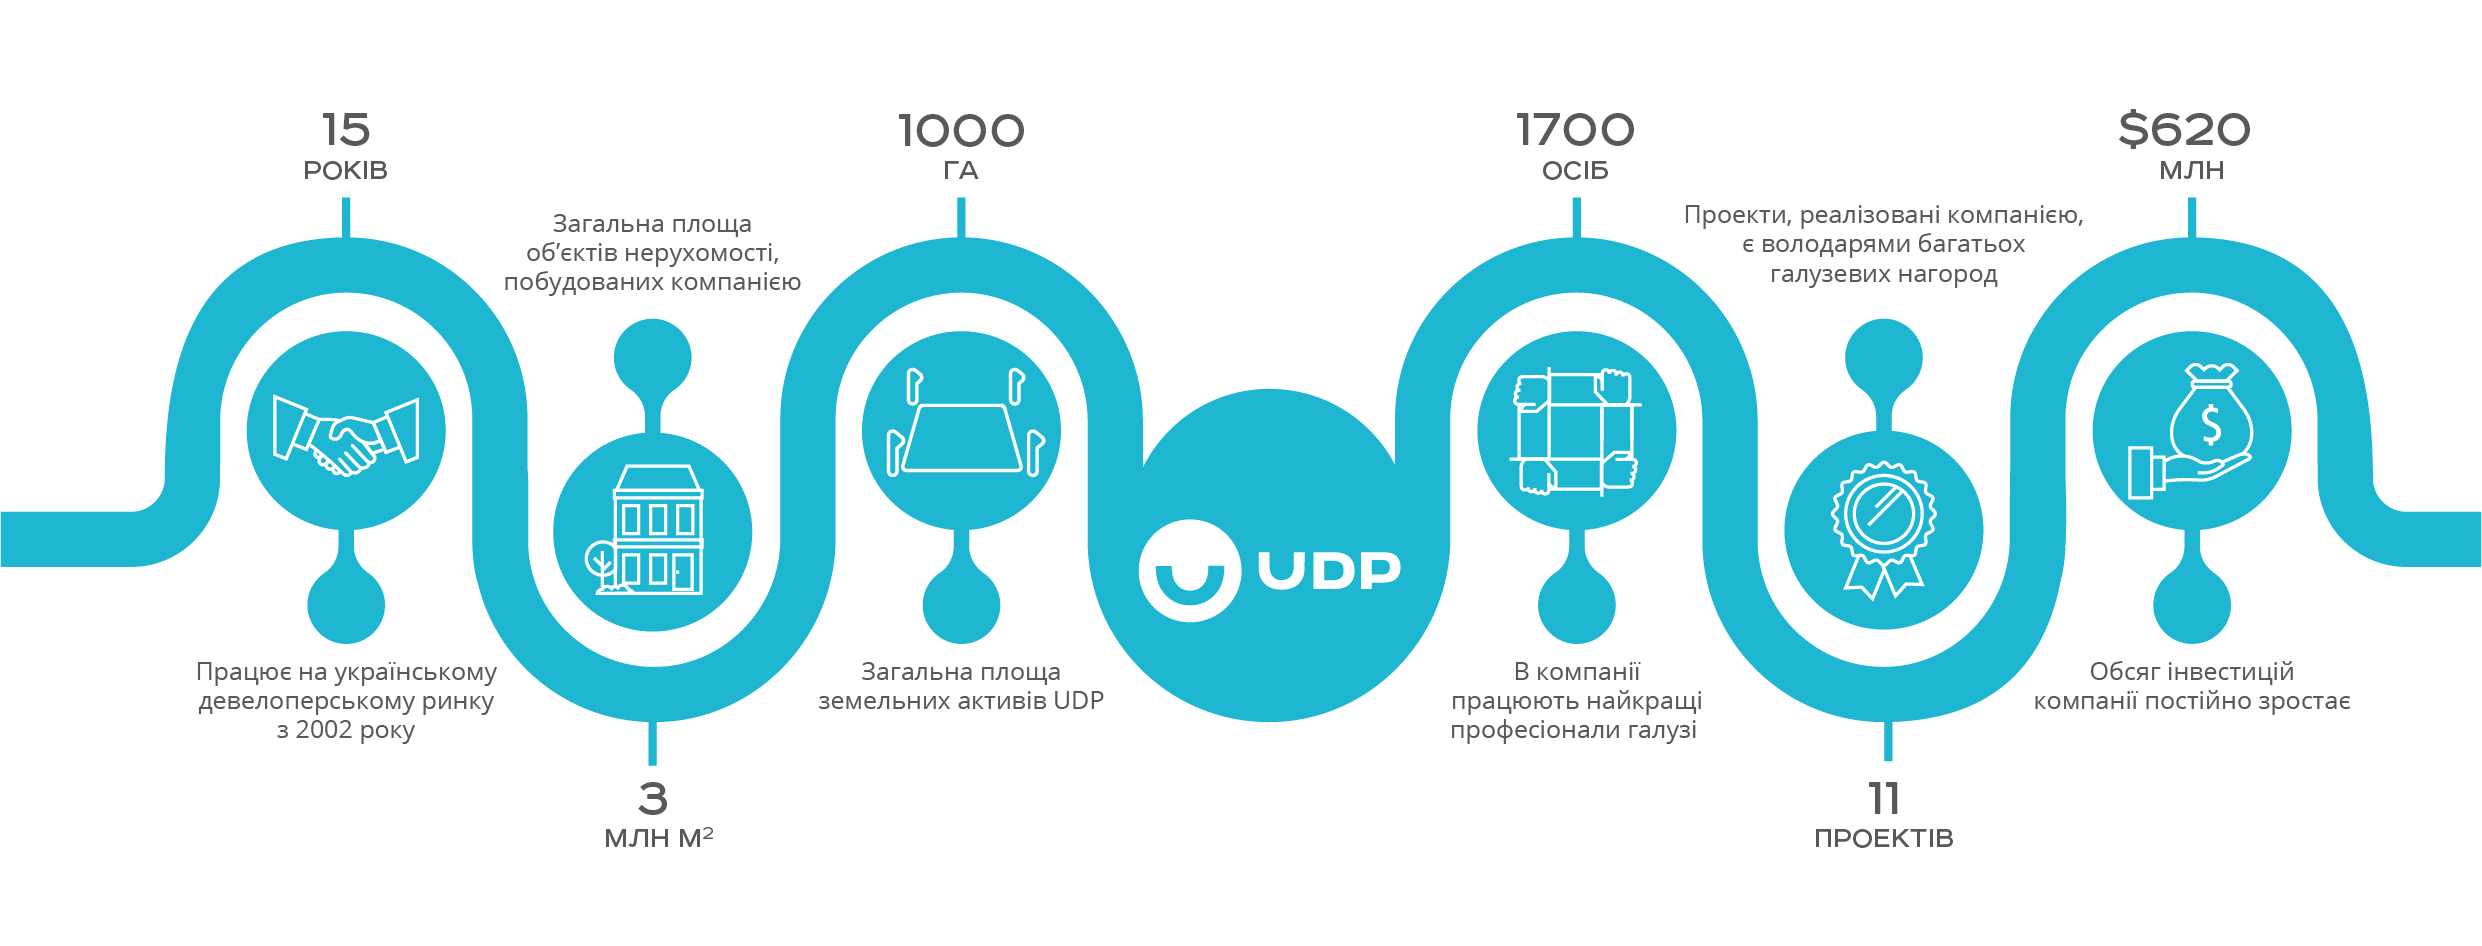 15
РОКІВ
Працює на українському
девелоперському ринку
з 2002 року
Загальна площа
об’єктів нерухомості,
побудованих компанією
3
МЛН М²
1000
ГА
Загальна площа
земельних активів UDP
UDP
1700
ОСІБ
В компанії
працюють найкращі
професіонали галузі
Проекти, реалізовані компанією,
є володарями багатьох
галузевих нагород
11
ПРОЕКТІВ
$620
МЛН
$
Обсяг інвестицій
компанії постійно зростає